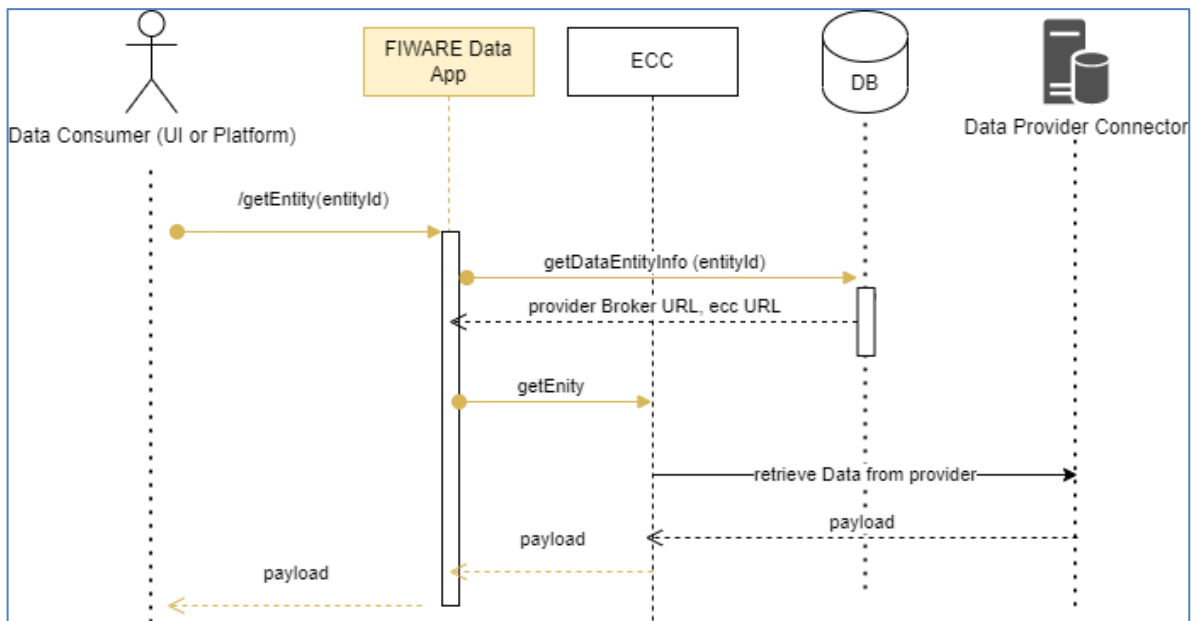 FIWARE Data
App
ECC
DB
Data Consumer (UI or Platform)
Data Provider Connector
/getEntity(entityId)
getDataEntityInfo (entityId)
provider Broker URL, ecc URL
getEnity
retrieve Data from provider
payload
payload
payload